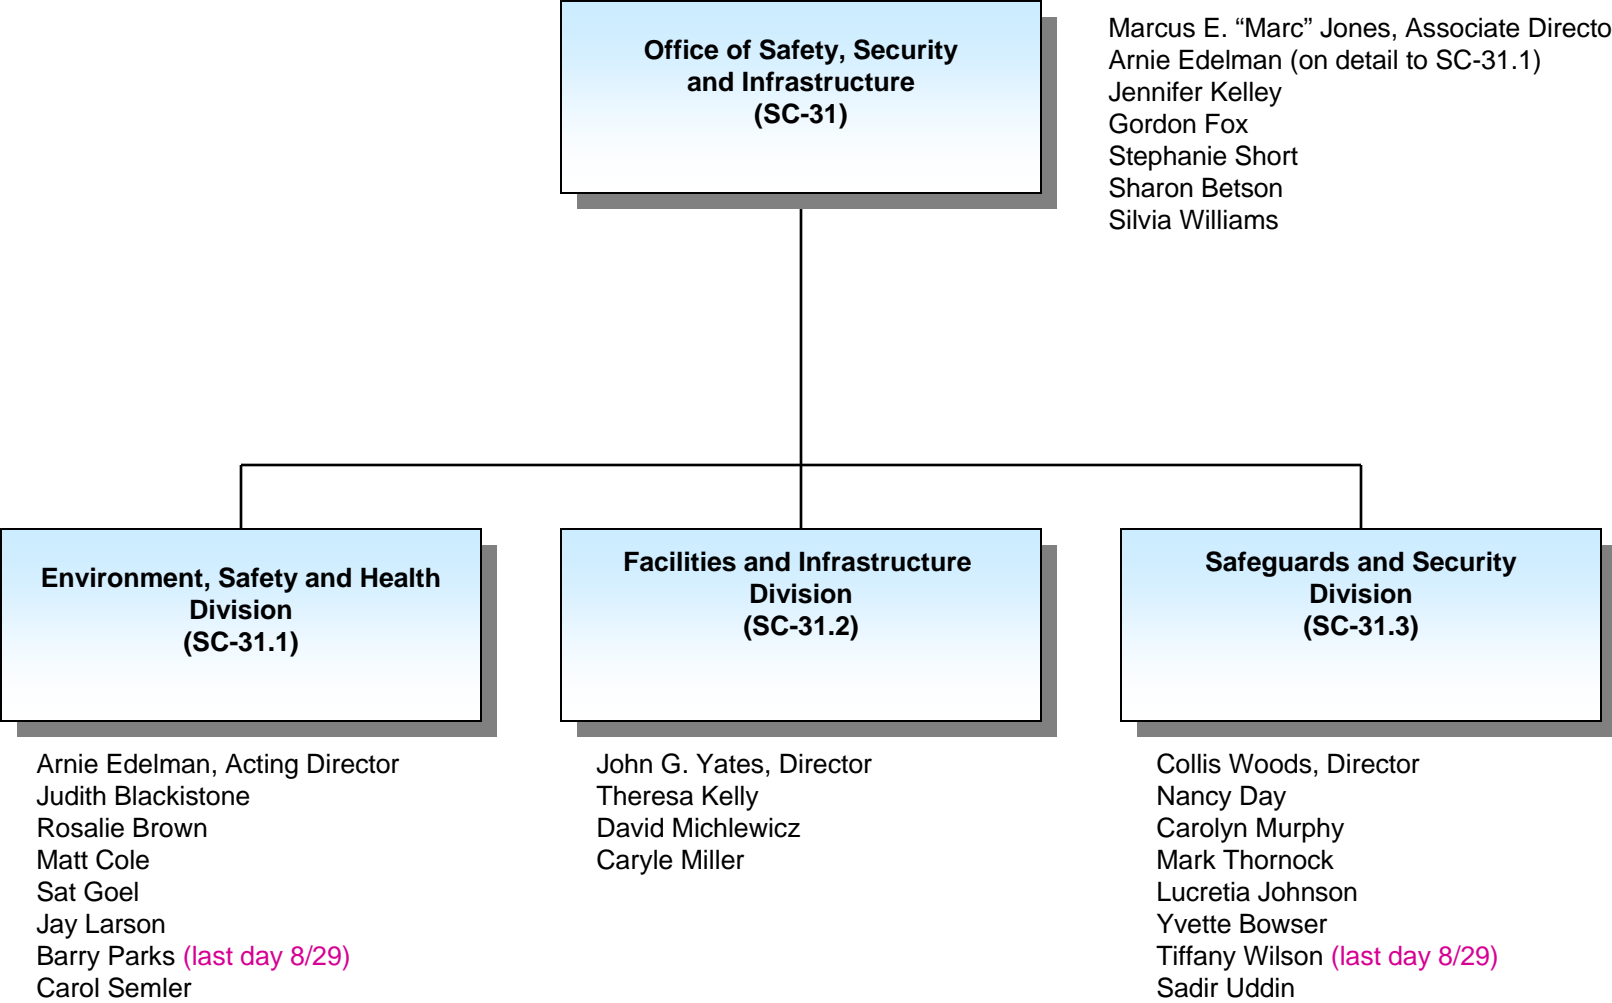 Office of Safety, Security
and Infrastructure
(SC-31)
Marcus E. “Marc” Jones, Associate Directo
Arnie Edelman (on detail to SC-31.1)
Jennifer Kelley
Gordon Fox
Stephanie Short
Sharon Betson
Silvia Williams
Environment, Safety and Health
Division
(SC-31.1)
Arnie Edelman, Acting Director
Judith Blackistone
Rosalie Brown
Matt Cole
Sat Goel
Jay Larson
Barry Parks (last day 8/29)
Carol Semler
Facilities and Infrastructure
Division
(SC-31.2)
John G. Yates, Director
Theresa Kelly
David Michlewicz
Caryle Miller
Safeguards and Security
Division
(SC-31.3)
Collis Woods, Director
Nancy Day
Carolyn Murphy
Mark Thornock
Lucretia Johnson
Yvette Bowser
Tiffany Wilson (last day 8/29)
Sadir Uddin